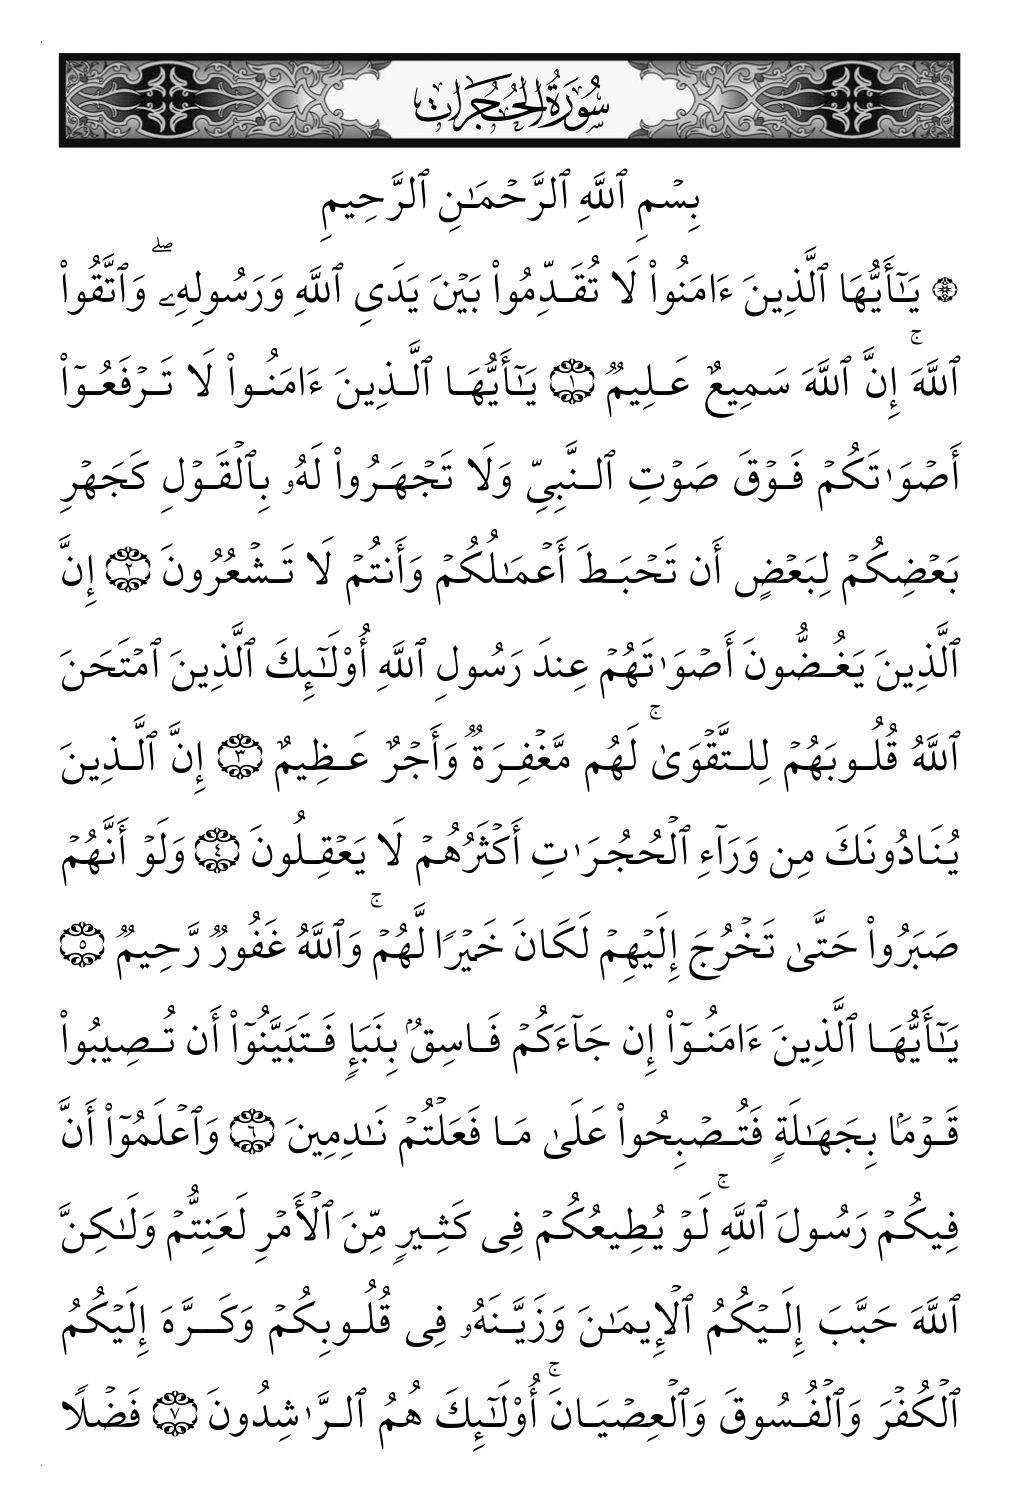 سُورَةُ الحُجُرَاتِ
بِسۡمِ ٱللَّهِ ٱلرَّحۡمَـٰنِ ٱلرَّحِيمِ
۞ يَـٰٓأَيُّهَا ٱلَّذِينَ ءَامَنُوا۟ لَا تُقَدِّمُوا۟ بَيۡنَ يَدَىِ ٱللَّهِ وَرَسُولِهِۦۖ وَٱتَّقُوا۟
ٱللَّهَۚ إِنَّ ٱللَّهَ سَمِيعٌ عَلِيمٌۭ ١ يَـٰٓأَيُّهَا ٱلَّذِينَ ءَامَنُوا۟ لَا تَرۡفَعُوٓا۟
أَصۡوَٰتَكُمۡ فَوۡقَ صَوۡتِ ٱلنَّبِىِّ وَلَا تَجۡهَرُوا۟ لَهُۥ بِٱلۡقَوۡلِ كَجَهۡرِ
بَعۡضِكُمۡ لِبَعۡضٍ أَن تَحۡبَطَ أَعۡمَـٰلُكُمۡ وَأَنتُمۡ لَا تَشۡعُرُونَ ٢ إِنَّ
ٱلَّذِينَ يَغُضُّونَ أَصۡوَٰتَهُمۡ عِندَ رَسُولِ ٱللَّهِ أُو۟لَـٰٓئِكَ ٱلَّذِينَ ٱمۡتَحَنَ
ٱللَّهُ قُلُوبَهُمۡ لِلتَّقۡوَىٰۚ لَهُم مَّغۡفِرَةٌۭ وَأَجۡرٌ عَظِيمٌ ٣ إِنَّ ٱلَّذِينَ
يُنَادُونَكَ مِن وَرَآءِ ٱلۡحُجُرَٰتِ أَكۡثَرُهُمۡ لَا يَعۡقِلُونَ ٤ وَلَوۡ أَنَّهُمۡ
صَبَرُوا۟ حَتَّىٰ تَخۡرُجَ إِلَيۡهِمۡ لَكَانَ خَيۡرًۭا لَّهُمۡۚ وَٱللَّهُ غَفُورٌۭ رَّحِيمٌۭ ٥
يَـٰٓأَيُّهَا ٱلَّذِينَ ءَامَنُوٓا۟ إِن جَآءَكُمۡ فَاسِقٌۢ بِنَبَإٍۢ فَتَبَيَّنُوٓا۟ أَن تُصِيبُوا۟
قَوۡمًۢا بِجَهَـٰلَةٍۢ فَتُصۡبِحُوا۟ عَلَىٰ مَا فَعَلۡتُمۡ نَـٰدِمِينَ ٦ وَٱعۡلَمُوٓا۟ أَنَّ
فِيكُمۡ رَسُولَ ٱللَّهِۚ لَوۡ يُطِيعُكُمۡ فِى كَثِيرٍۢ مِّنَ ٱلۡأَمۡرِ لَعَنِتُّمۡ وَلَـٰكِنَّ
ٱللَّهَ حَبَّبَ إِلَيۡكُمُ ٱلۡإِيمَـٰنَ وَزَيَّنَهُۥ فِى قُلُوبِكُمۡ وَكَرَّهَ إِلَيۡكُمُ
ٱلۡكُفۡرَ وَٱلۡفُسُوقَ وَٱلۡعِصۡيَانَۚ أُو۟لَـٰٓئِكَ هُمُ ٱلرَّٰشِدُونَ ٧ فَضۡلًۭا